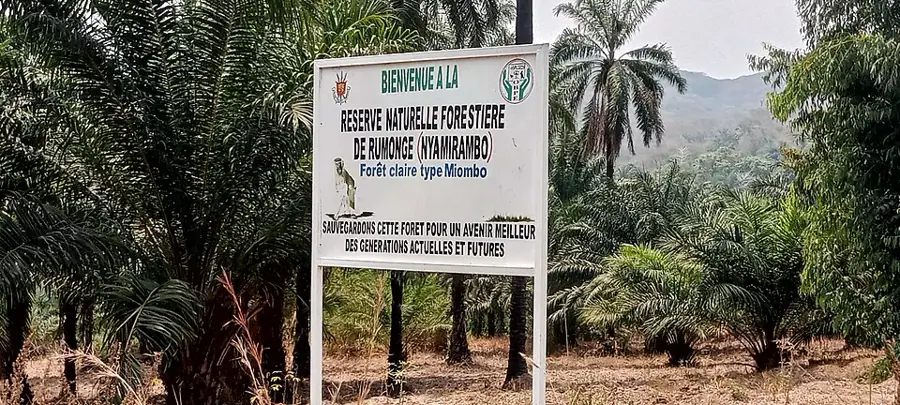 BIENVENUE A LA
RESERVE NATURELLE FORESTIERE
DE RUMONGE (NYAMIRAMBO)
Forêt claire type Miombo
SAUVEGARDONS CETTE FORET POUR UN AVENIR MEILLEUR
DES GENERATIONS ACTUELLES ET FUTURES